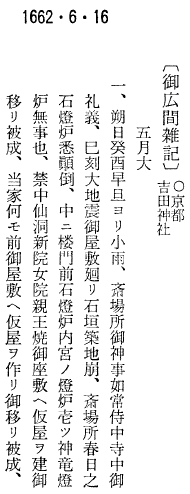 1662・6・16
〔御広間雑記〕○京都
吉田神社
五月大
一、朔日癸酉早旦ヨリ小雨、斎場所御神事如常侍中寺中御
礼義、巳刻大地震御屋敷廻リ石垣築地崩、斎場所春日之
石燈炉悉顚倒、中ニ楼門前石燈炉内宮ノ燈炉壱ツ神竜燈
炉無事也、禁中仙洞新院女院親王焼御座敷ヘ仮屋ヲ建御
移リ被成、当家何モ前御屋敷ヘ仮屋ヲ作リ御移リ被成、